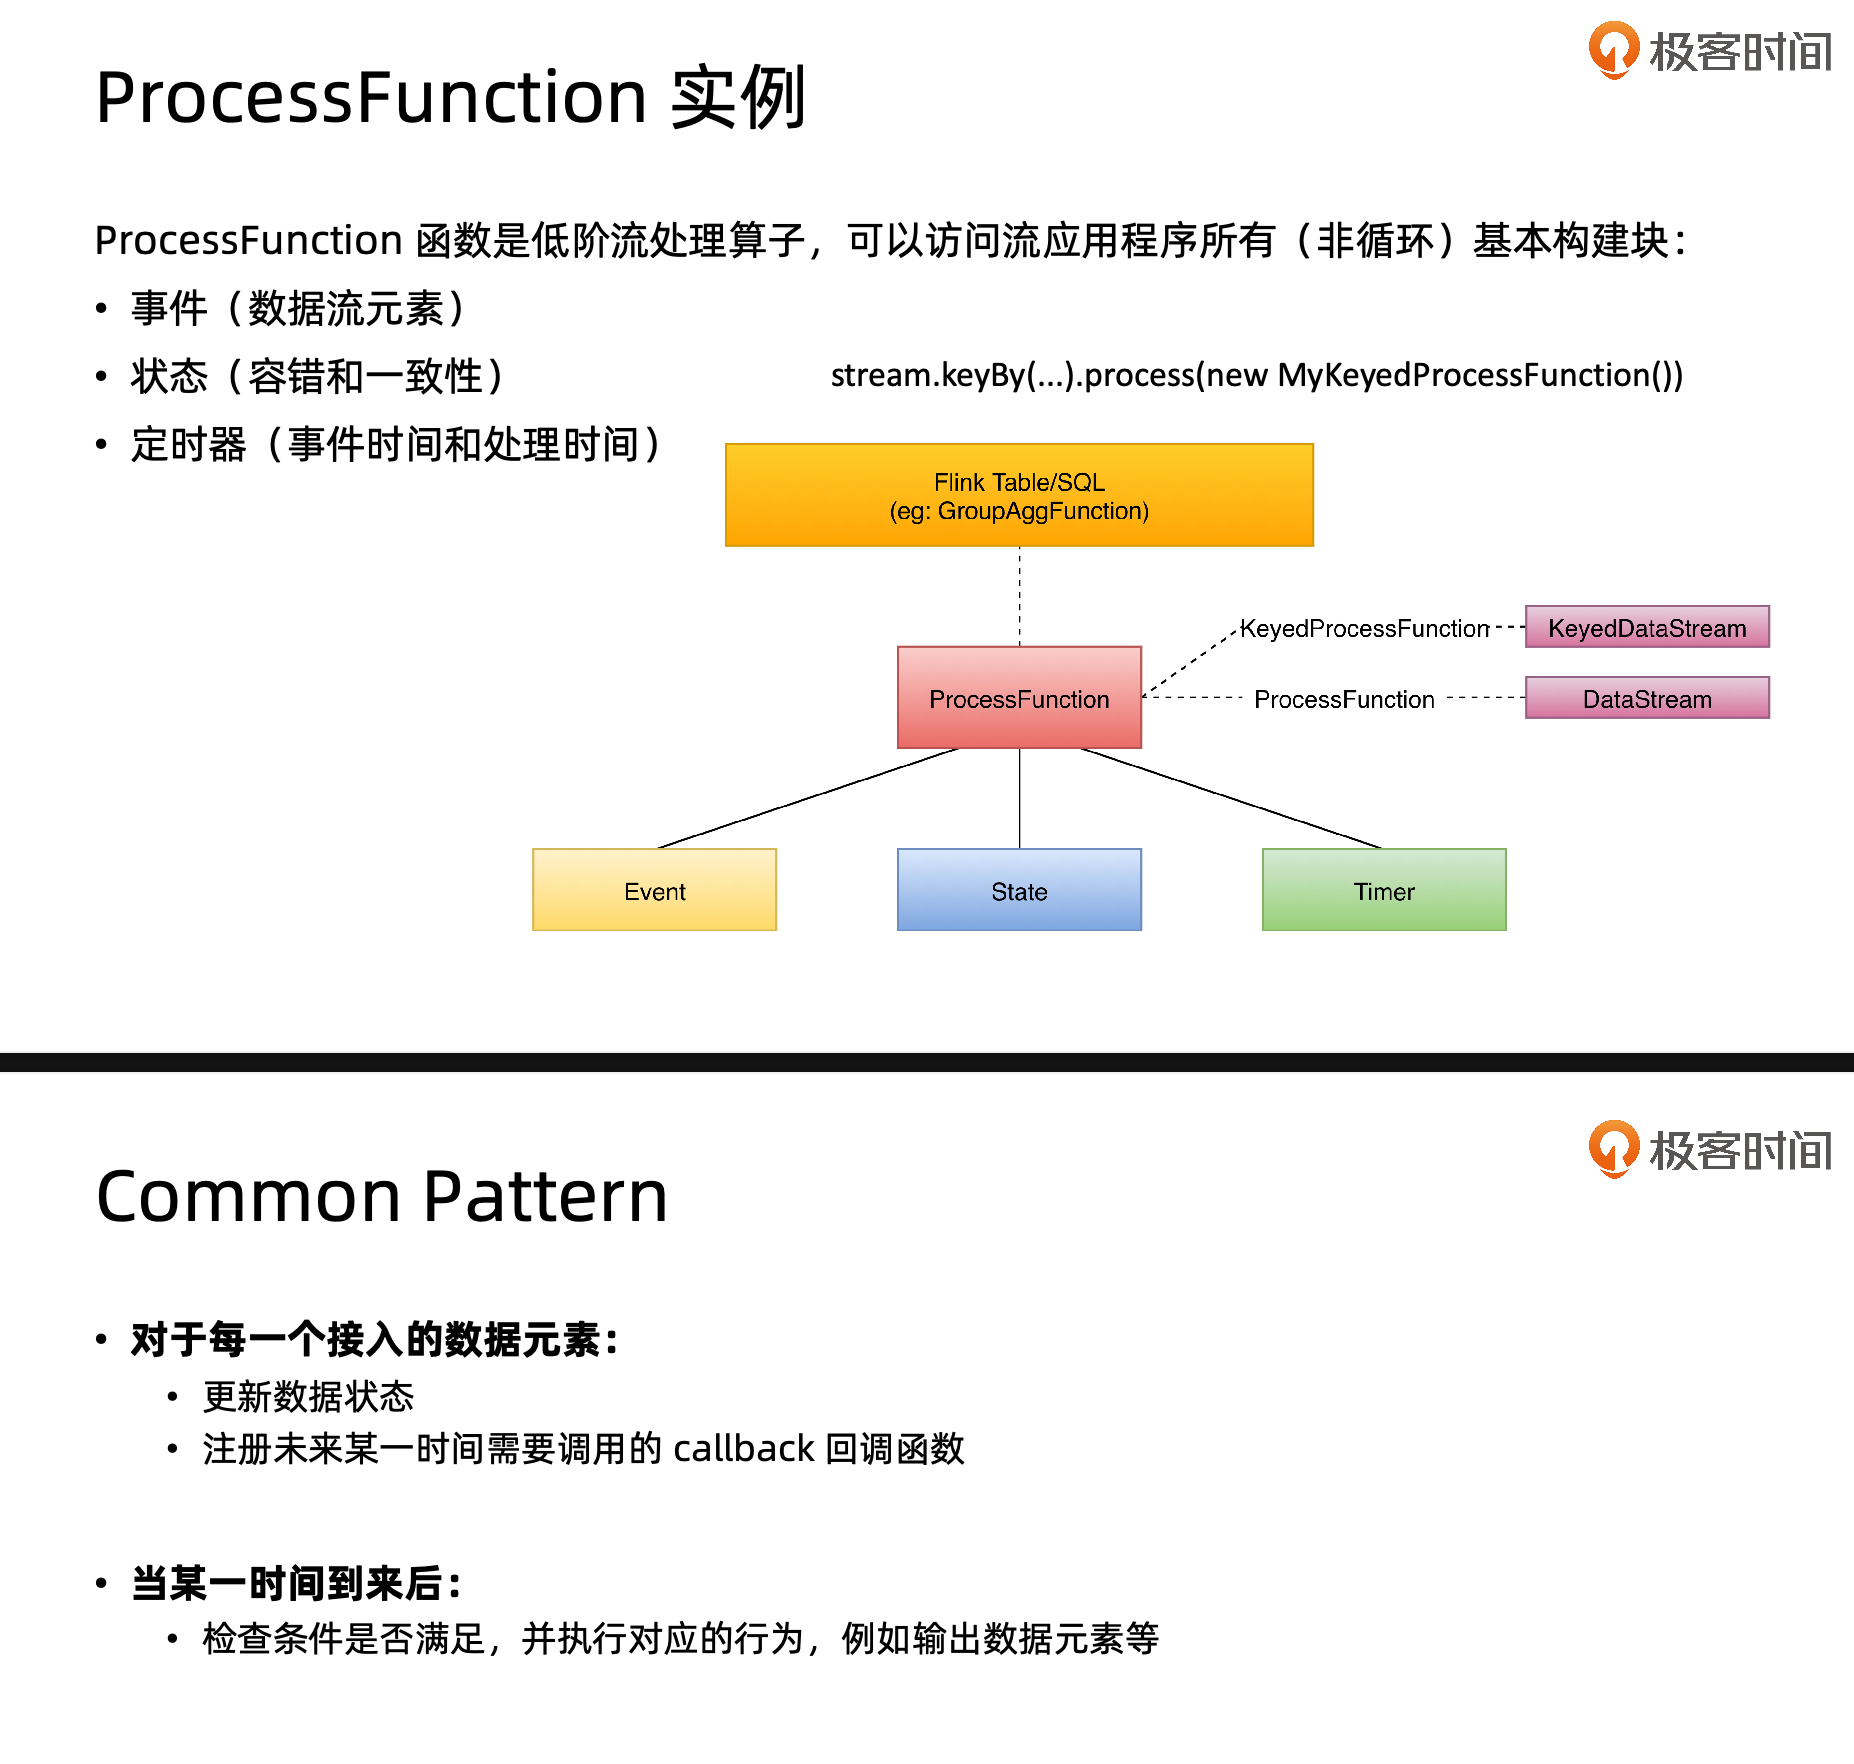 极客时间
ProcessFunction 实例
ProcessFunction 函数是低阶流处理算子，可以访问流应用程序所有（非循环）基本构建块：
• 事件（数据流元素）
• 状态（容错和一致性）
stream.keyBy(...).process(new MyKeyedProcessFunction())
• 定时器（事件时间和处理时间）
Flink Table/SQL
(eg: GroupAggFunction)
KeyedProcessFunction
KeyedDataStream
ProcessFunction
ProcessFunction
DataStream
Event
State
Timer
极客时间
Common Pattern
• 对于每一个接入的数据元素：
• 更新数据状态
• 注册未来某一时间需要调用的 callback 回调函数
• 当某一时间到来后：
• 检查条件是否满足，并执行对应的行为，例如输出数据元素等